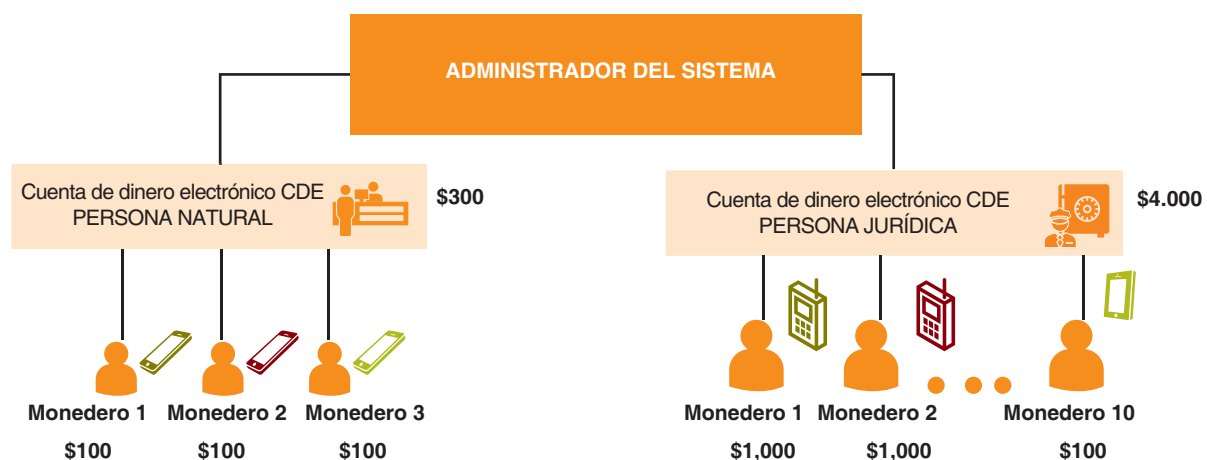 ADMINISTRADOR DEL SISTEMA
Cuenta de dinero electrónico CDE
PERSONA NATURAL
$300
Cuenta de dinero electrónico CDE
PERSONA JURÍDICA
$4.000
Monedero 1
Monedero 2
Monedero 3
$100
$100
$100
Monedero 1
Monedero 2
Monedero 10
$1,000
$1,000
$100